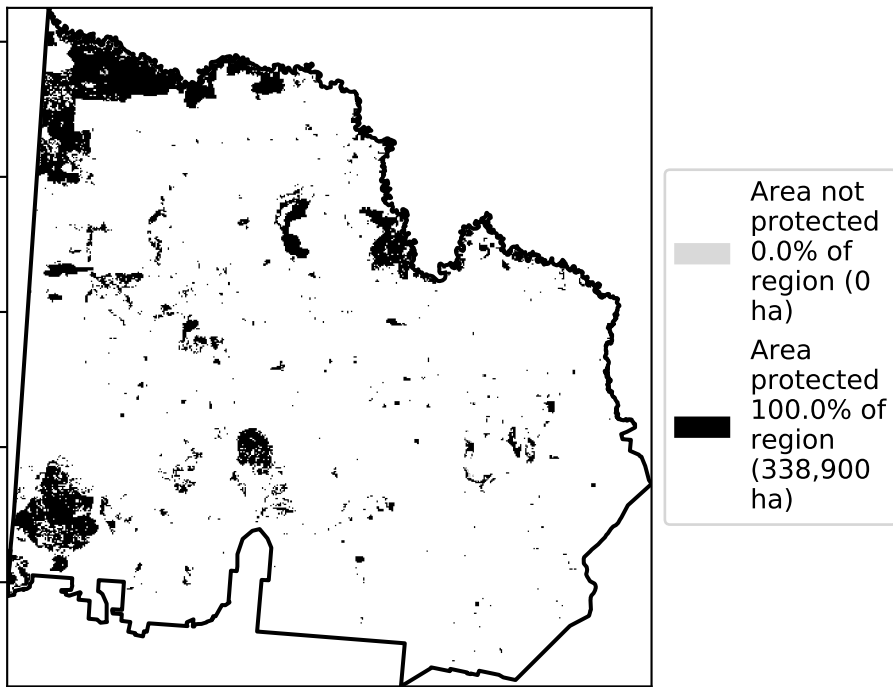 Area not
protected
0.0% of
region (0
ha)
Area
protected
100.0% of
region
(338,900
ha)